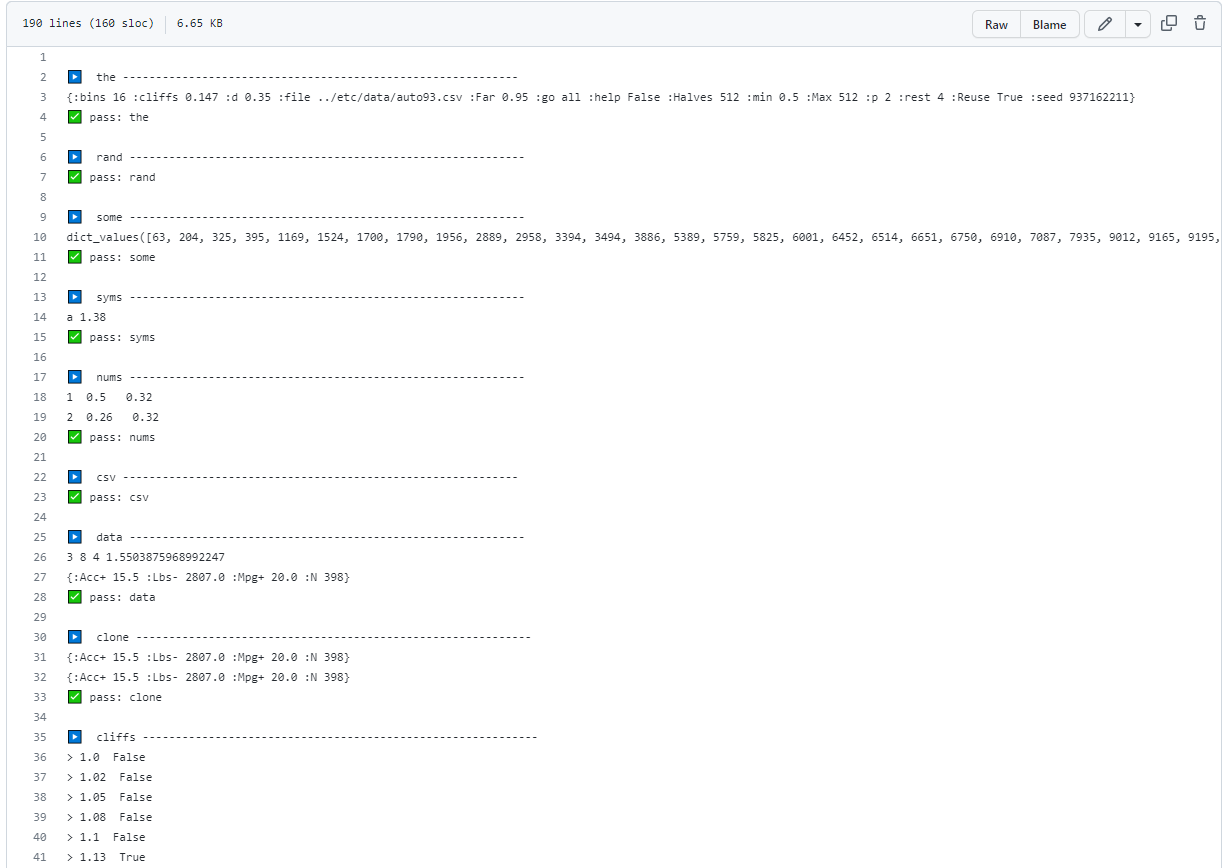 190 lines (160 sloc) 6.65 KB Raw Blame
1
2 ▶ the ------------------------------------------------------------
3 {:bins 16 :cliffs 0.147 :d 0.35 :file ../etc/data/auto93.csv :Far 0.95 :go all :help False :Halves 512 :min 0.5 :Max 512 :p 2 :rest 4 :Reuse True :seed 937162211}
4 ✅ pass: the
5
6 ▶ rand ------------------------------------------------------------
7 ✅ pass: rand
8
9 ▶ some ------------------------------------------------------------
10 dict_values([63, 204, 325, 395, 1169, 1524, 1700, 1790, 1956, 2889, 2958, 3394, 3494, 3886, 5389, 5759, 5825, 6001, 6452, 6514, 6651, 6750, 6910, 7087, 7935, 9012, 9165, 9195,
11 ✅ pass: some
12
13 ▶ syms ------------------------------------------------------------
14 a 1.38
15 ✅ pass: syms
16
17 ▶ nums ------------------------------------------------------------
18 1 0.5 0.32
19 2 0.26 0.32
20 ✅ pass: nums
21
22 ▶ csv ------------------------------------------------------------
23 ✅ pass: csv
24
25 ▶ data ------------------------------------------------------------
26 3 8 4 1.5503875968992247
27 {:Acc+ 15.5 :Lbs- 2807.0 :Mpg+ 20.0 :N 398}
28 ✅ pass: data
29
30 ▶ clone ------------------------------------------------------------
31 {:Acc+ 15.5 :Lbs- 2807.0 :Mpg+ 20.0 :N 398}
32 {:Acc+ 15.5 :Lbs- 2807.0 :Mpg+ 20.0 :N 398}
33 ✅ pass: clone
34
35 ▶ cliffs ------------------------------------------------------------
36 > 1.0 False
37 > 1.02 False
38 > 1.05 False
39 > 1.08 False
40 > 1.1 False
41 > 1.13 True